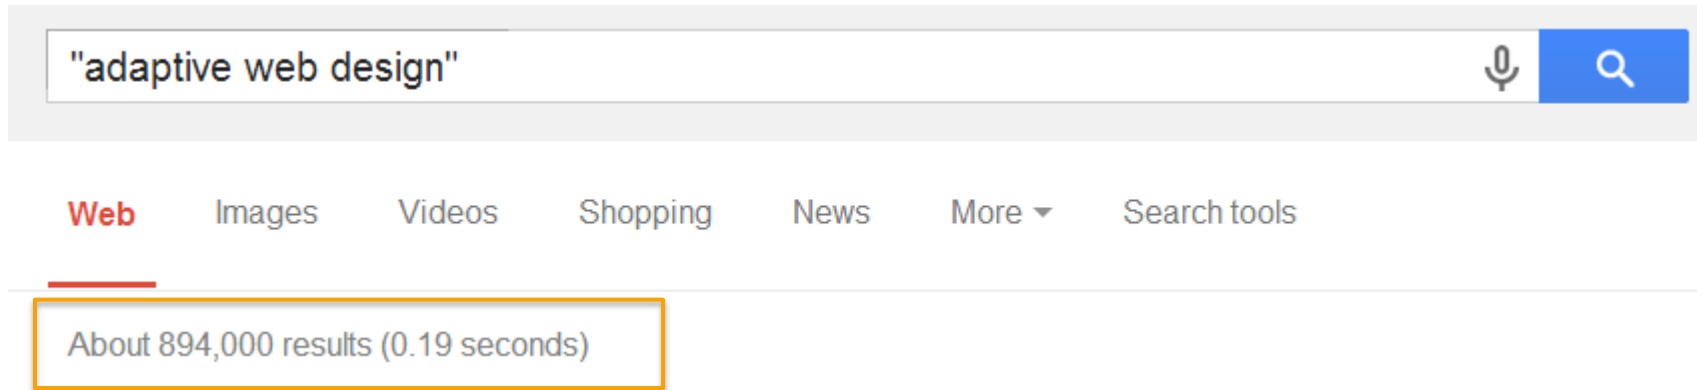 "adaptive web design"
Web Images Videos Shopping News More Search tools
About 894,000 results (0.19 seconds)